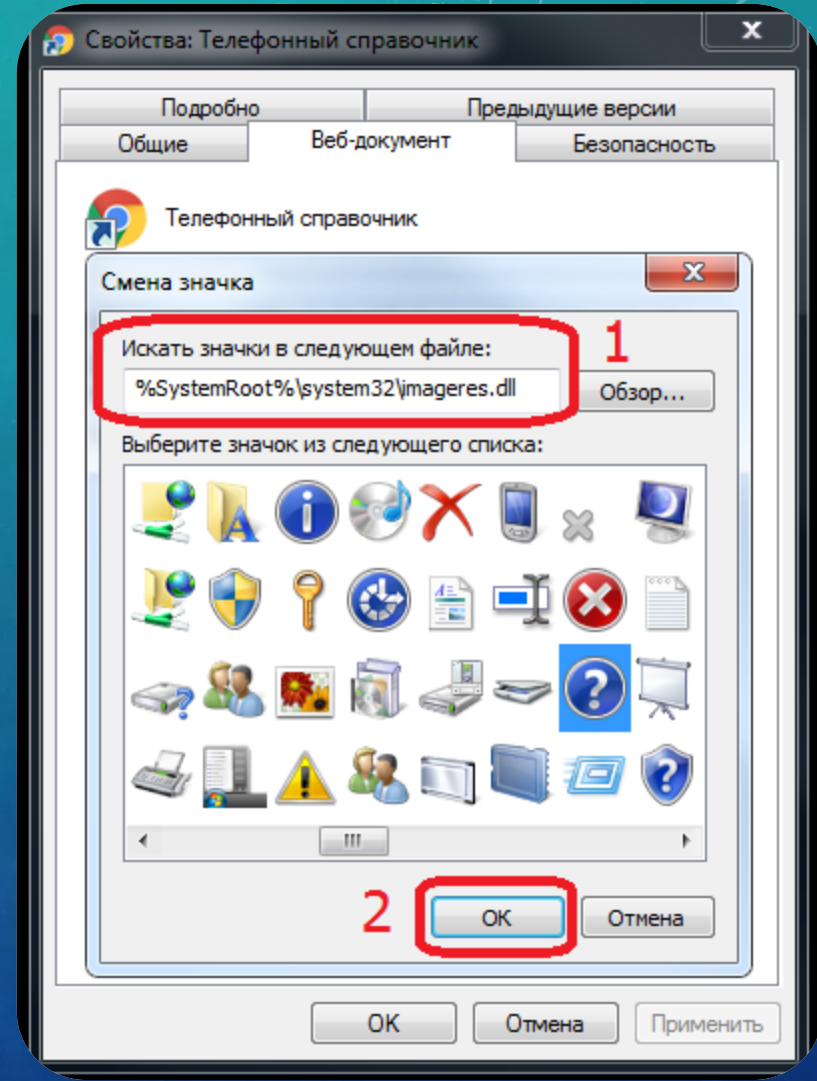 Свойства: Телефонный справочник
Подробно
Предыдущие версии
Общие
Веб-документ
Безопасность
Телефонный справочник
Смена значка
Искать значки в следующем файле:
1
%SystemRoot%\system32\imageres.dll
Обзор...
Выберите значок из следующего списка:
2
ОК
Отмена
ОК
Отмена
Применить